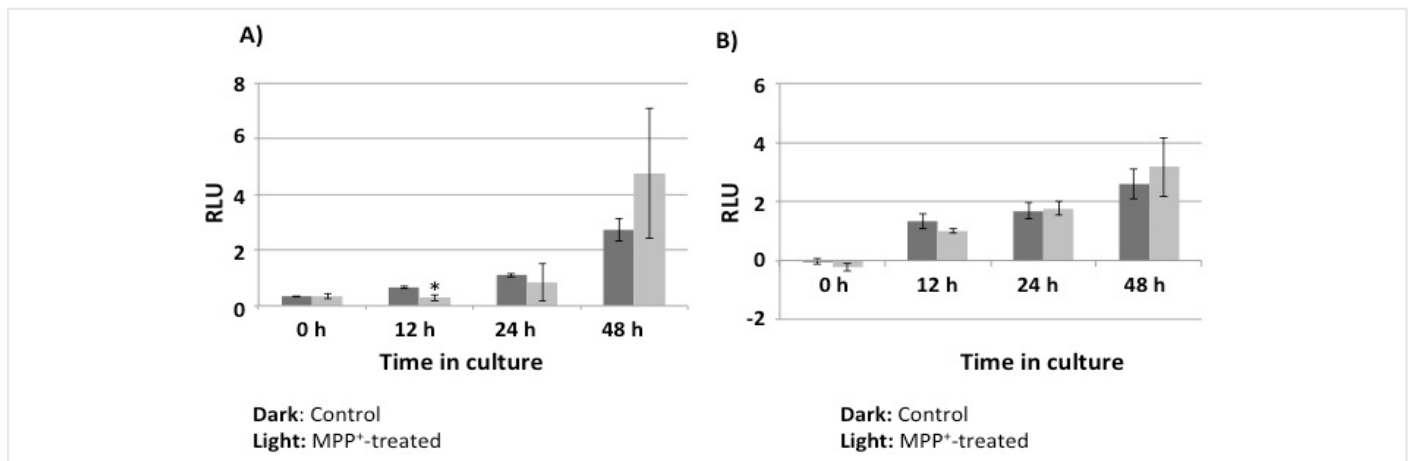 A)
8
6
4
2
0
RLU
*
0 h 12 h 24 h 48 h
Time in culture
Dark: Control
Light: MPP⁺-treated
B)
6
4
2
0
-2
RLU
0 h 12 h 24 h 48 h
Time in culture
Dark: Control
Light: MPP⁺-treated